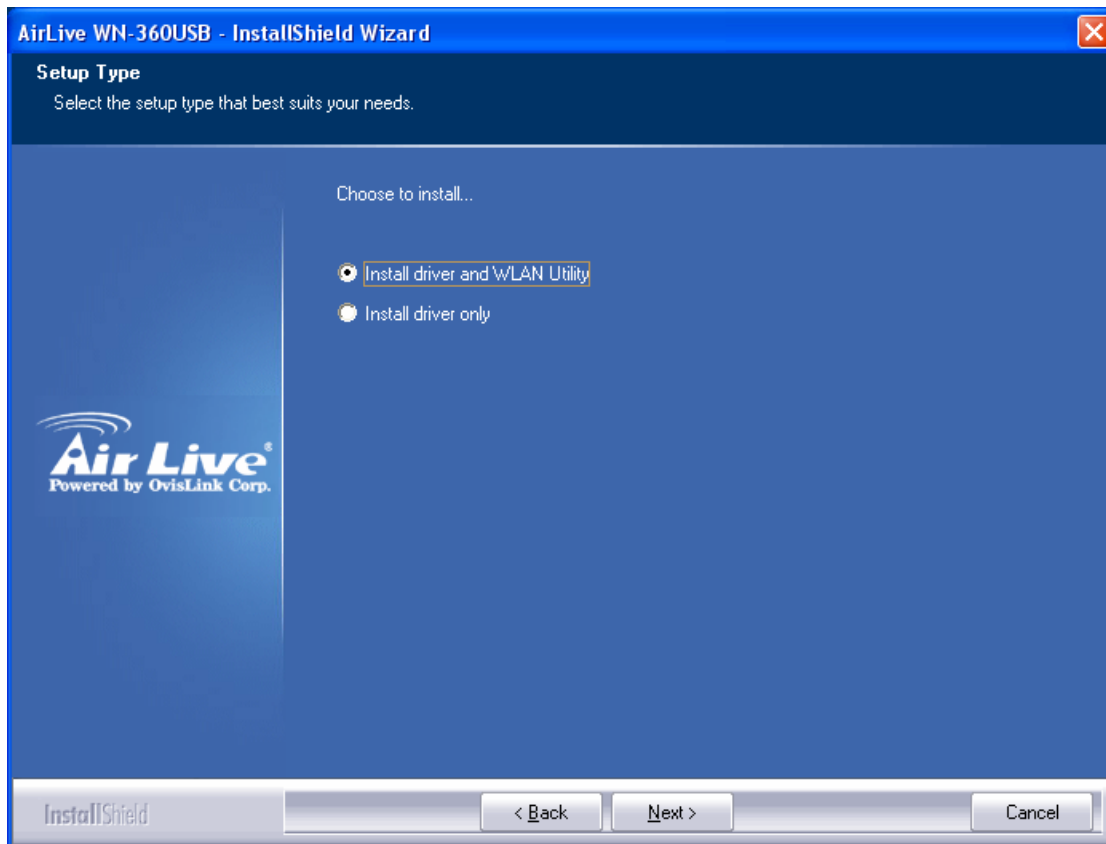 AirLive WN-360USB - InstallShield Wizard
Setup Type
Select the setup type that best suits your needs.
Choose to install...
Install driver and WLAN Utility
Install driver only
Air Live®
Powered by OvisLink Corp.
InstallShield
< Back
Next >
Cancel